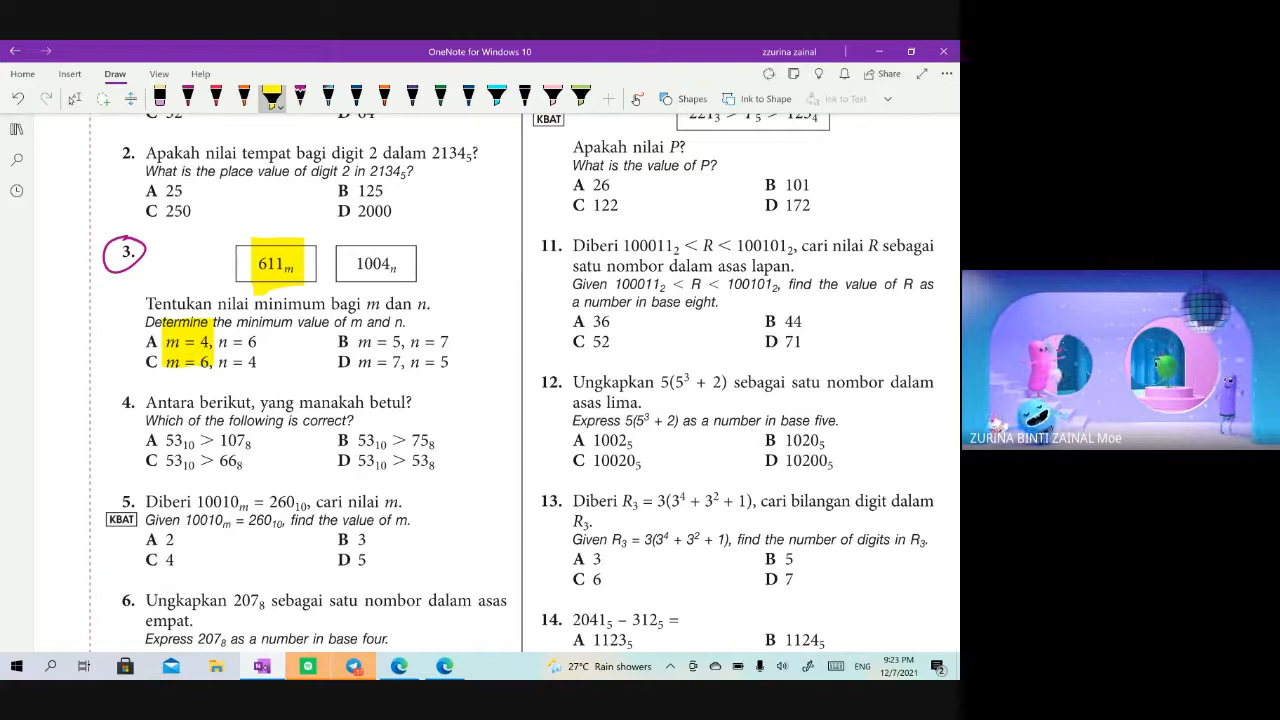 OneNote for Windows 10
zzurina zainal
Home Insert Draw View Help
Share
Shapes
Ink to Shape
Ink to Text
2. Apakah nilai tempat bagi digit 2 dalam 2134₅?
What is the place value of digit 2 in 2134₅?
A 25 B 125
C 250 D 2000
3.
611ₘ 1004ₙ
Tentukan nilai minimum bagi m dan n.
Determine the minimum value of m and n.
A m = 4, n = 6 B m = 5, n = 7
C m = 6, n = 4 D m = 7, n = 5
4. Antara berikut, yang manakah betul?
Which of the following is correct?
A 53₁₀ > 107₈ B 53₁₀ > 75₈
C 53₁₀ > 66₈ D 53₁₀ > 53₈
5. Diberi 10010ₘ = 260₁₀, cari nilai m.
KBAT Given 10010ₘ = 260₁₀, find the value of m.
A 2 B 3
C 4 D 5
6. Ungkapkan 207₈ sebagai satu nombor dalam asas
empat.
Express 207₈ as a number in base four.
KBAT
Apakah nilai P?
What is the value of P?
A 26 B 101
C 122 D 172
11. Diberi 100011₂ < R < 100101₂, cari nilai R sebagai
satu nombor dalam asas lapan.
Given 100011₂ < R < 100101₂, find the value of R as
a number in base eight.
A 36 B 44
C 52 D 71
12. Ungkapkan 5(5³ + 2) sebagai satu nombor dalam
asas lima.
Express 5(5³ + 2) as a number in base five.
A 1002₅ B 1020₅
C 10020₅ D 10200₅
13. Diberi R₃ = 3(3⁴ + 3² + 1), cari bilangan digit dalam
R₃.
Given R₃ = 3(3⁴ + 3² + 1), find the number of digits in R₃.
A 3 B 5
C 6 D 7
14. 2041₅ – 312₅ =
A 1123₅ B 1124₅
ZURINA BINTI ZAINAL Moe
27°C Rain showers
ENG
9:23 PM
12/7/2021